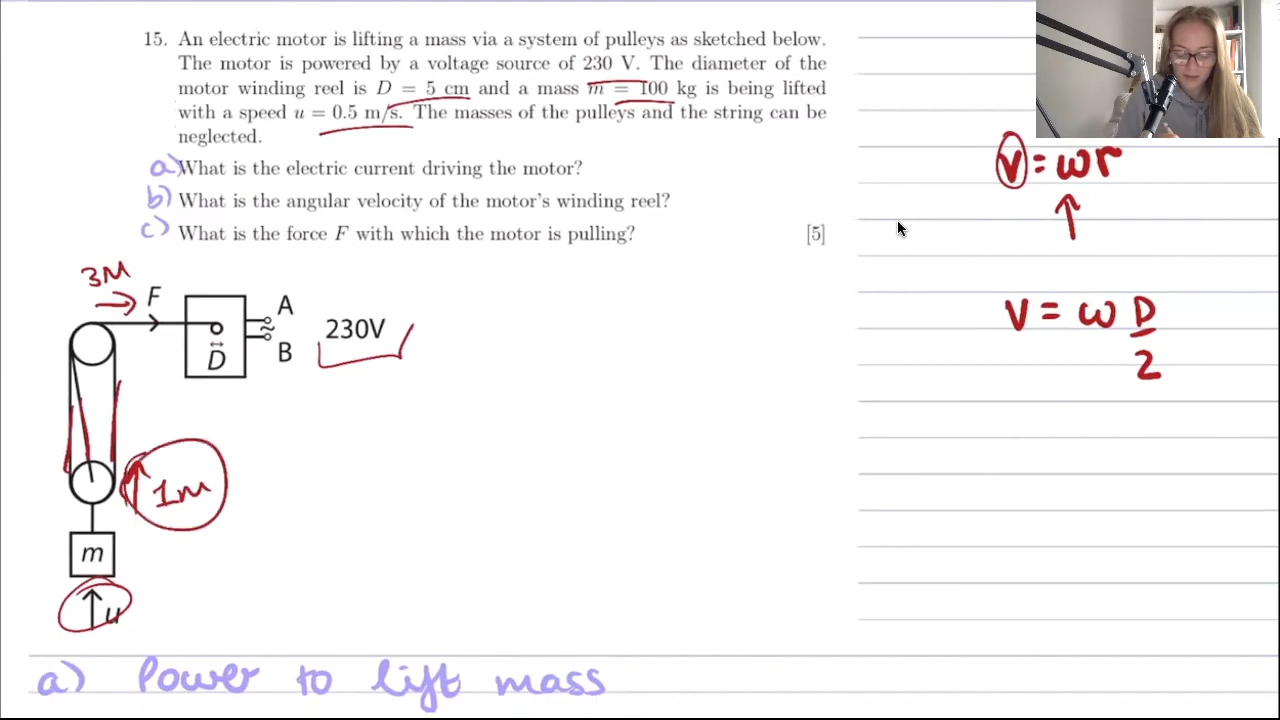 15. An electric motor is lifting a mass via a system of pulleys as sketched below.
The motor is powered by a voltage source of 230 V. The diameter of the
motor winding reel is D = 5 cm and a mass m = 100 kg is being lifted
with a speed u = 0.5 m/s. The masses of the pulleys and the string can be
neglected.
a) What is the electric current driving the motor?
b) What is the angular velocity of the motor's winding reel?
c) What is the force F with which the motor is pulling? [5]
3M
F
A
230V
D
B
1m
m
u
V = ωr
V = ω D
2
a) Power to lift mass